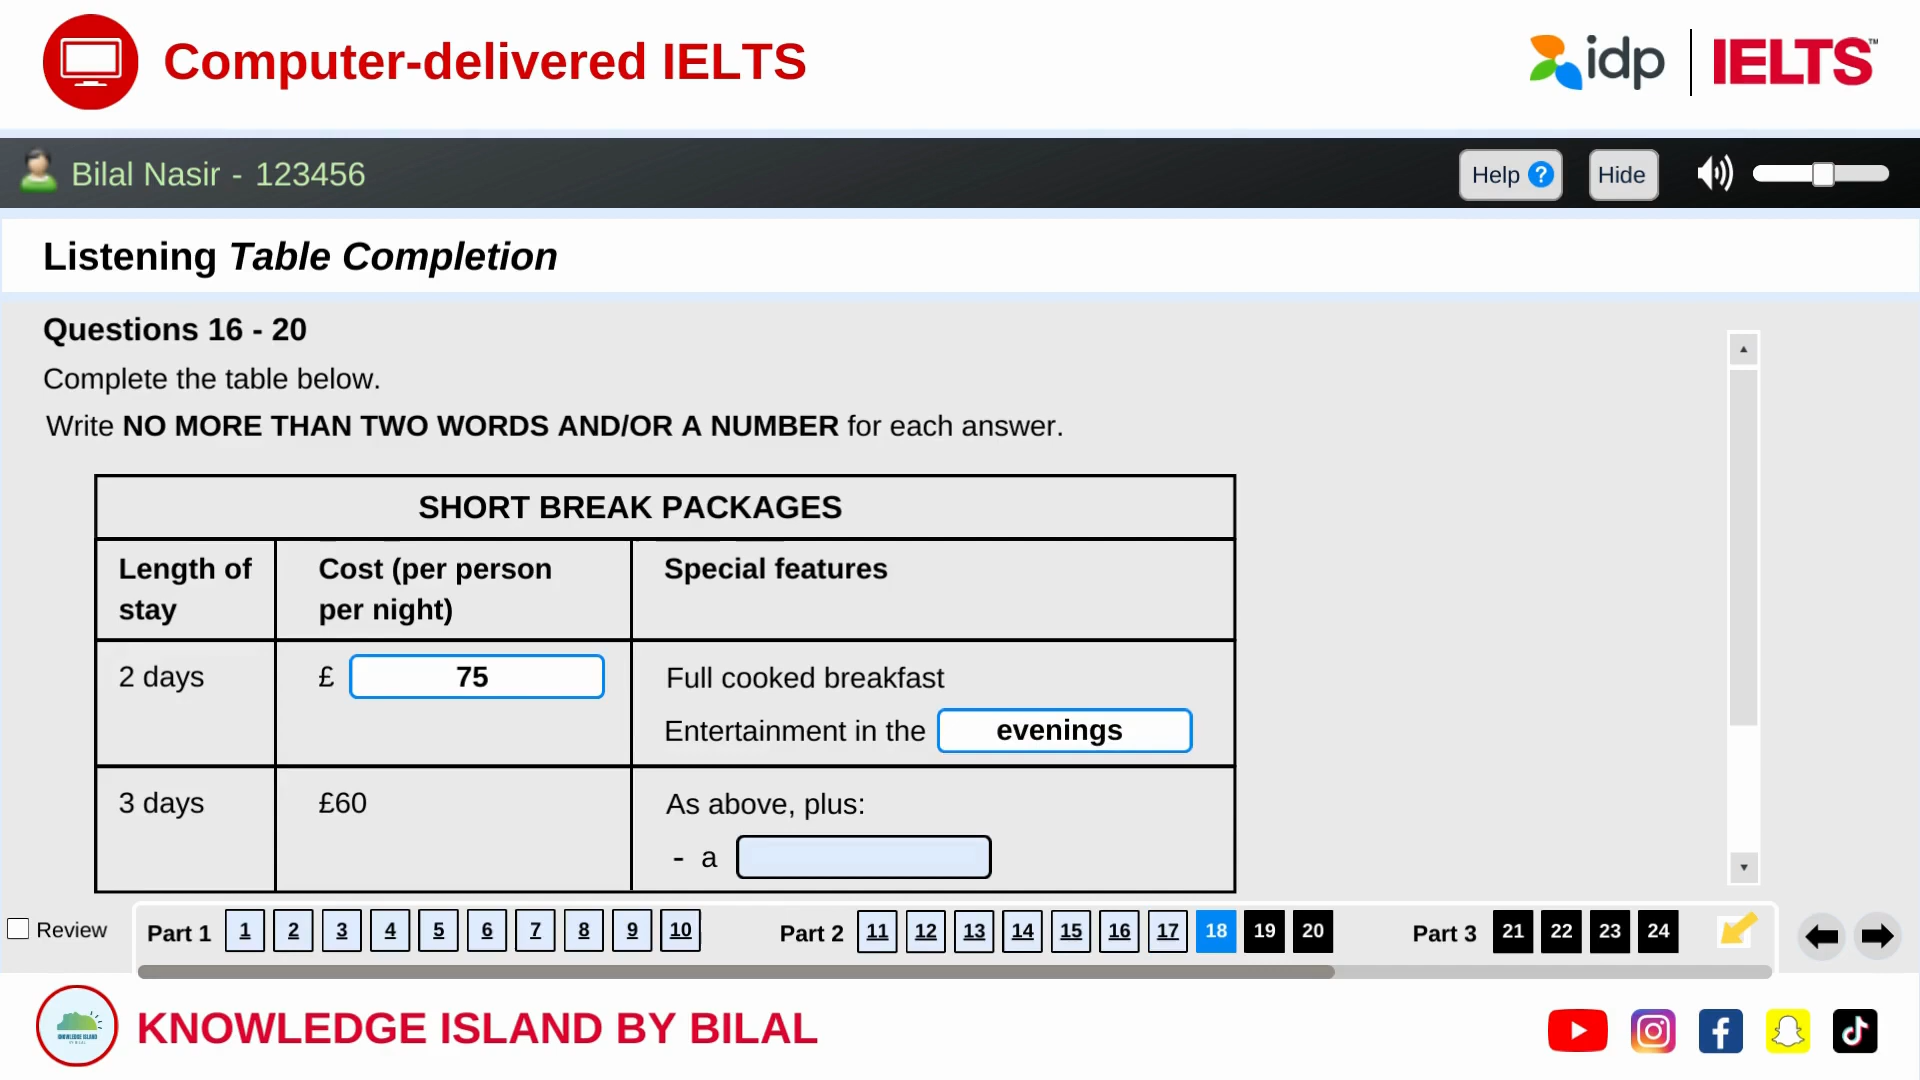 Computer-delivered IELTS
idp IELTS™
Bilal Nasir - 123456
Help ?
Hide
Listening Table Completion
Questions 16 - 20
Complete the table below.
Write NO MORE THAN TWO WORDS AND/OR A NUMBER for each answer.
SHORT BREAK PACKAGES
Length of stay
Cost (per person per night)
Special features
2 days
£ 75
Full cooked breakfast
Entertainment in the evenings
3 days
£60
As above, plus:
- a
Review
Part 1 1 2 3 4 5 6 7 8 9 10
Part 2 11 12 13 14 15 16 17 18 19 20
Part 3 21 22 23 24
KNOWLEDGE ISLAND
KNOWLEDGE ISLAND BY BILAL